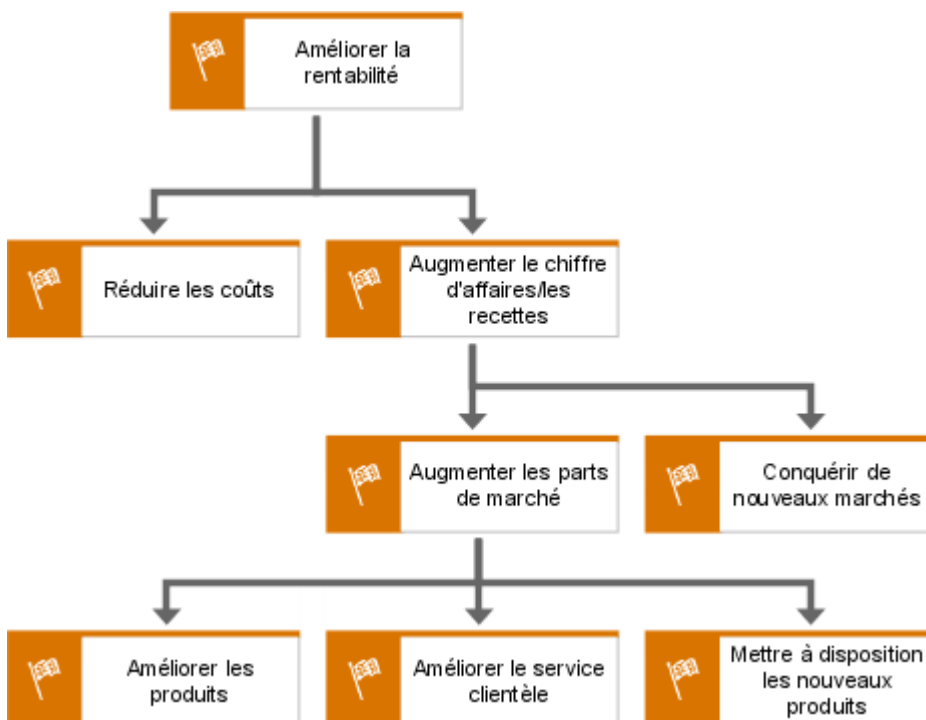 Améliorer la
rentabilité
Réduire les coûts
Augmenter le chiffre
d'affaires/les
recettes
Augmenter les parts
de marché
Conquérir de
nouveaux marchés
Améliorer les
produits
Améliorer le service
clientèle
Mettre à disposition
les nouveaux
produits